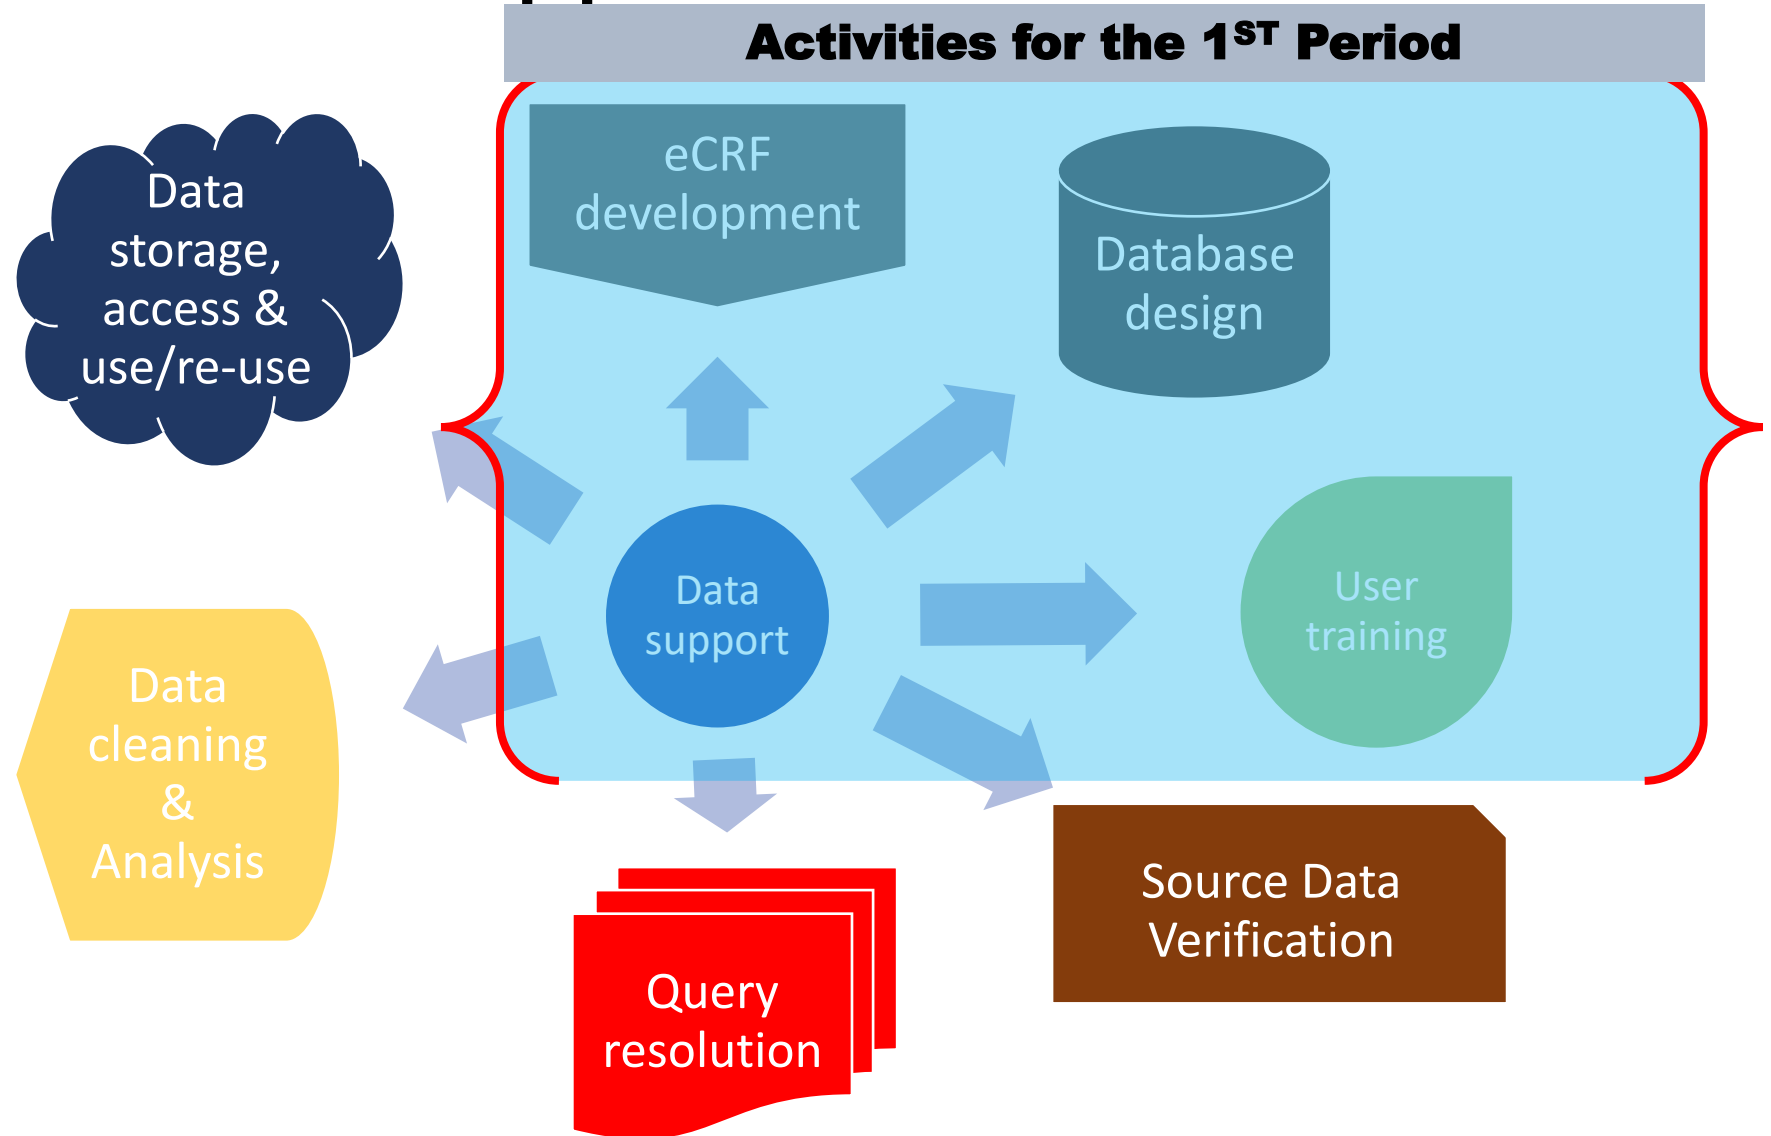 Activities for the 1ST Period
eCRF
development
Database
design
Data
storage,
access &
use/re-use
Data
support
User
training
Data
cleaning
&
Analysis
Source Data
Verification
Query
resolution